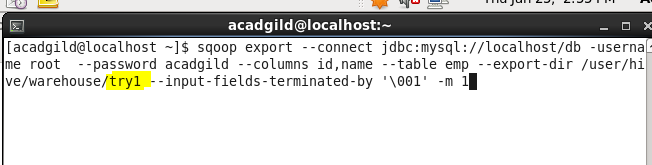 acadgild@localhost:~
[acadgild@localhost ~]$ sqoop export --connect jdbc:mysql://localhost/db -userna
me root  --password acadgild --columns id,name --table emp --export-dir /user/hi
ve/warehouse/try1 --input-fields-terminated-by '\001' -m 1